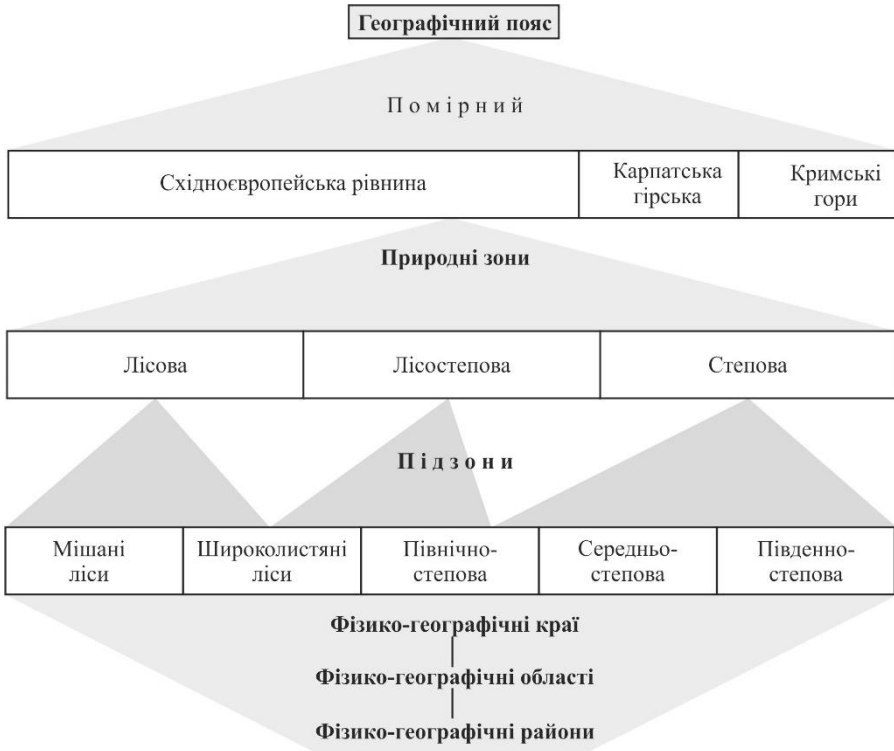 Географічний пояс
Помірний
Східноєвропейська рівнина
Карпатська
гірська
Кримські
гори
Природні зони
Лісова
Лісостепова
Степова
Підзони
Мішані
ліси
Широколистяні
ліси
Північно-
степова
Середньо-
степова
Південно-
степова
Фізико-географічні краї
Фізико-географічні області
Фізико-географічні райони